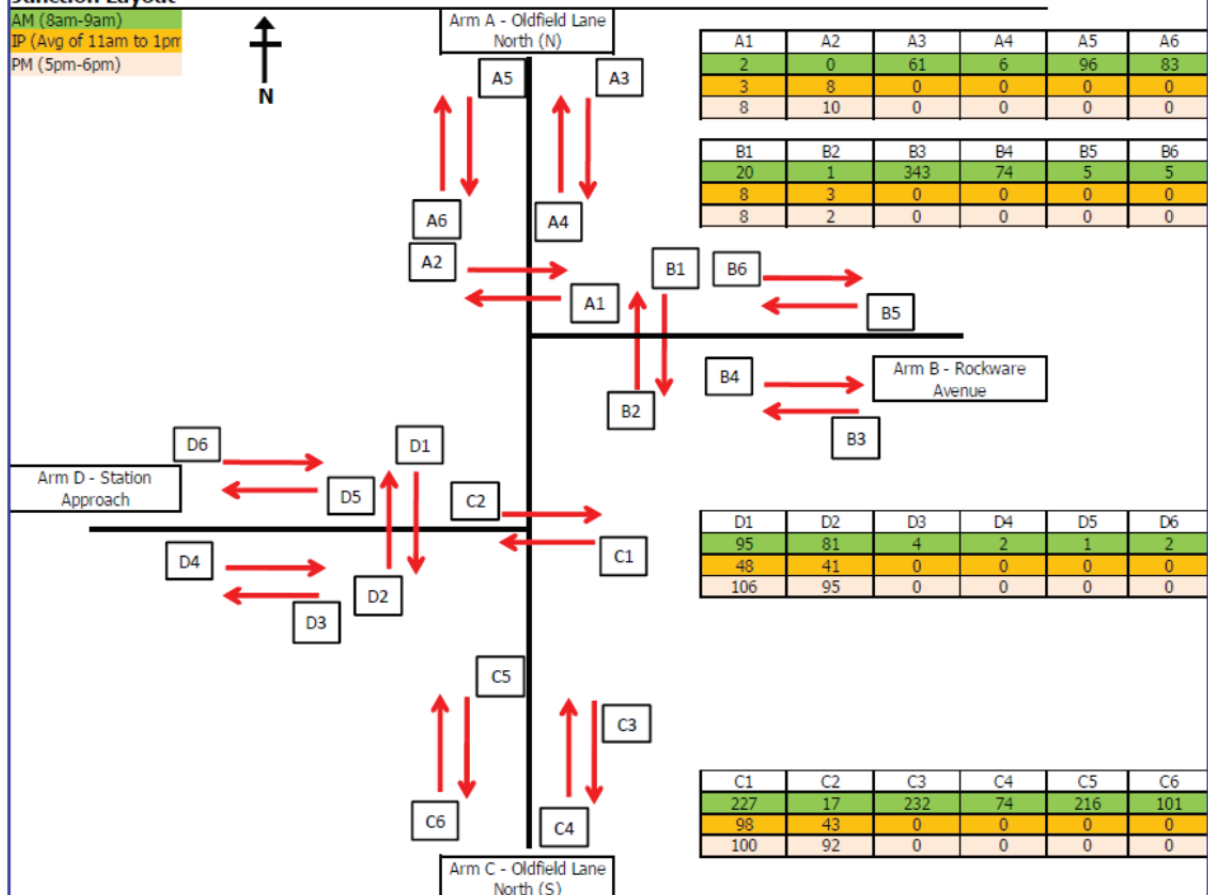 Junction Layout
AM (8am-9am)
IP (Avg of 11am to 1pm
PM (5pm-6pm)
N
Arm A - Oldfield Lane
North (N)
A5
A3
A6
A4
A2
A1
B1
B6
B5
B4
B2
B3
Arm B - Rockware
Avenue
A1 A2 A3 A4 A5 A6
2 0 61 6 96 83
3 8 0 0 0 0
8 10 0 0 0 0
B1 B2 B3 B4 B5 B6
20 1 343 74 5 5
8 3 0 0 0 0
8 2 0 0 0 0
D6
D1
Arm D - Station
Approach
D5
C2
C1
D4
D2
D3
D1 D2 D3 D4 D5 D6
95 81 4 2 1 2
48 41 0 0 0 0
106 95 0 0 0 0
C5
C3
C6
C4
C1 C2 C3 C4 C5 C6
227 17 232 74 216 101
98 43 0 0 0 0
100 92 0 0 0 0
Arm C - Oldfield Lane
North (S)